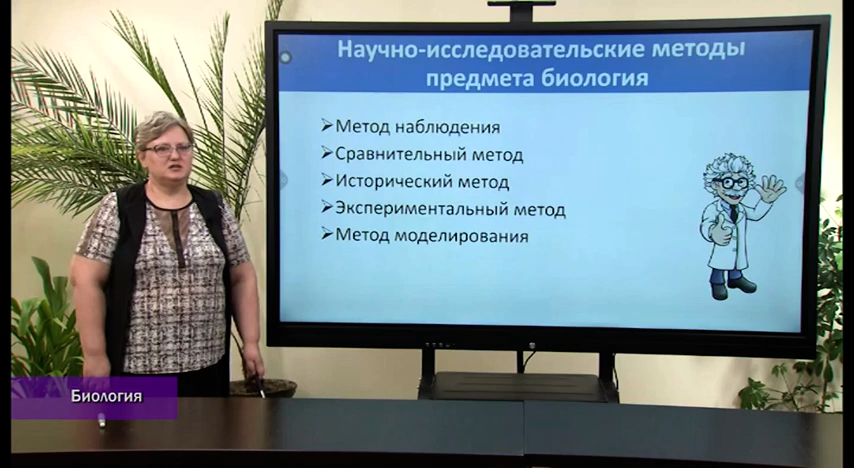 Научно-исследовательские методы
предмета биология
➢Метод наблюдения
➢Сравнительный метод
➢Исторический метод
➢Экспериментальный метод
➢Метод моделирования
Биология